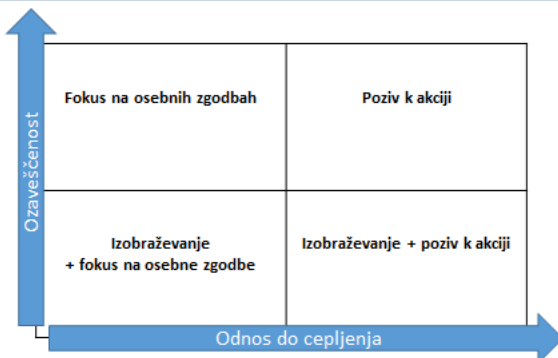 Ozaveščenost
Fokus na osebnih zgodbah
Poziv k akciji
Izobraževanje
+ fokus na osebne zgodbe
Izobraževanje + poziv k akciji
Odnos do cepljenja